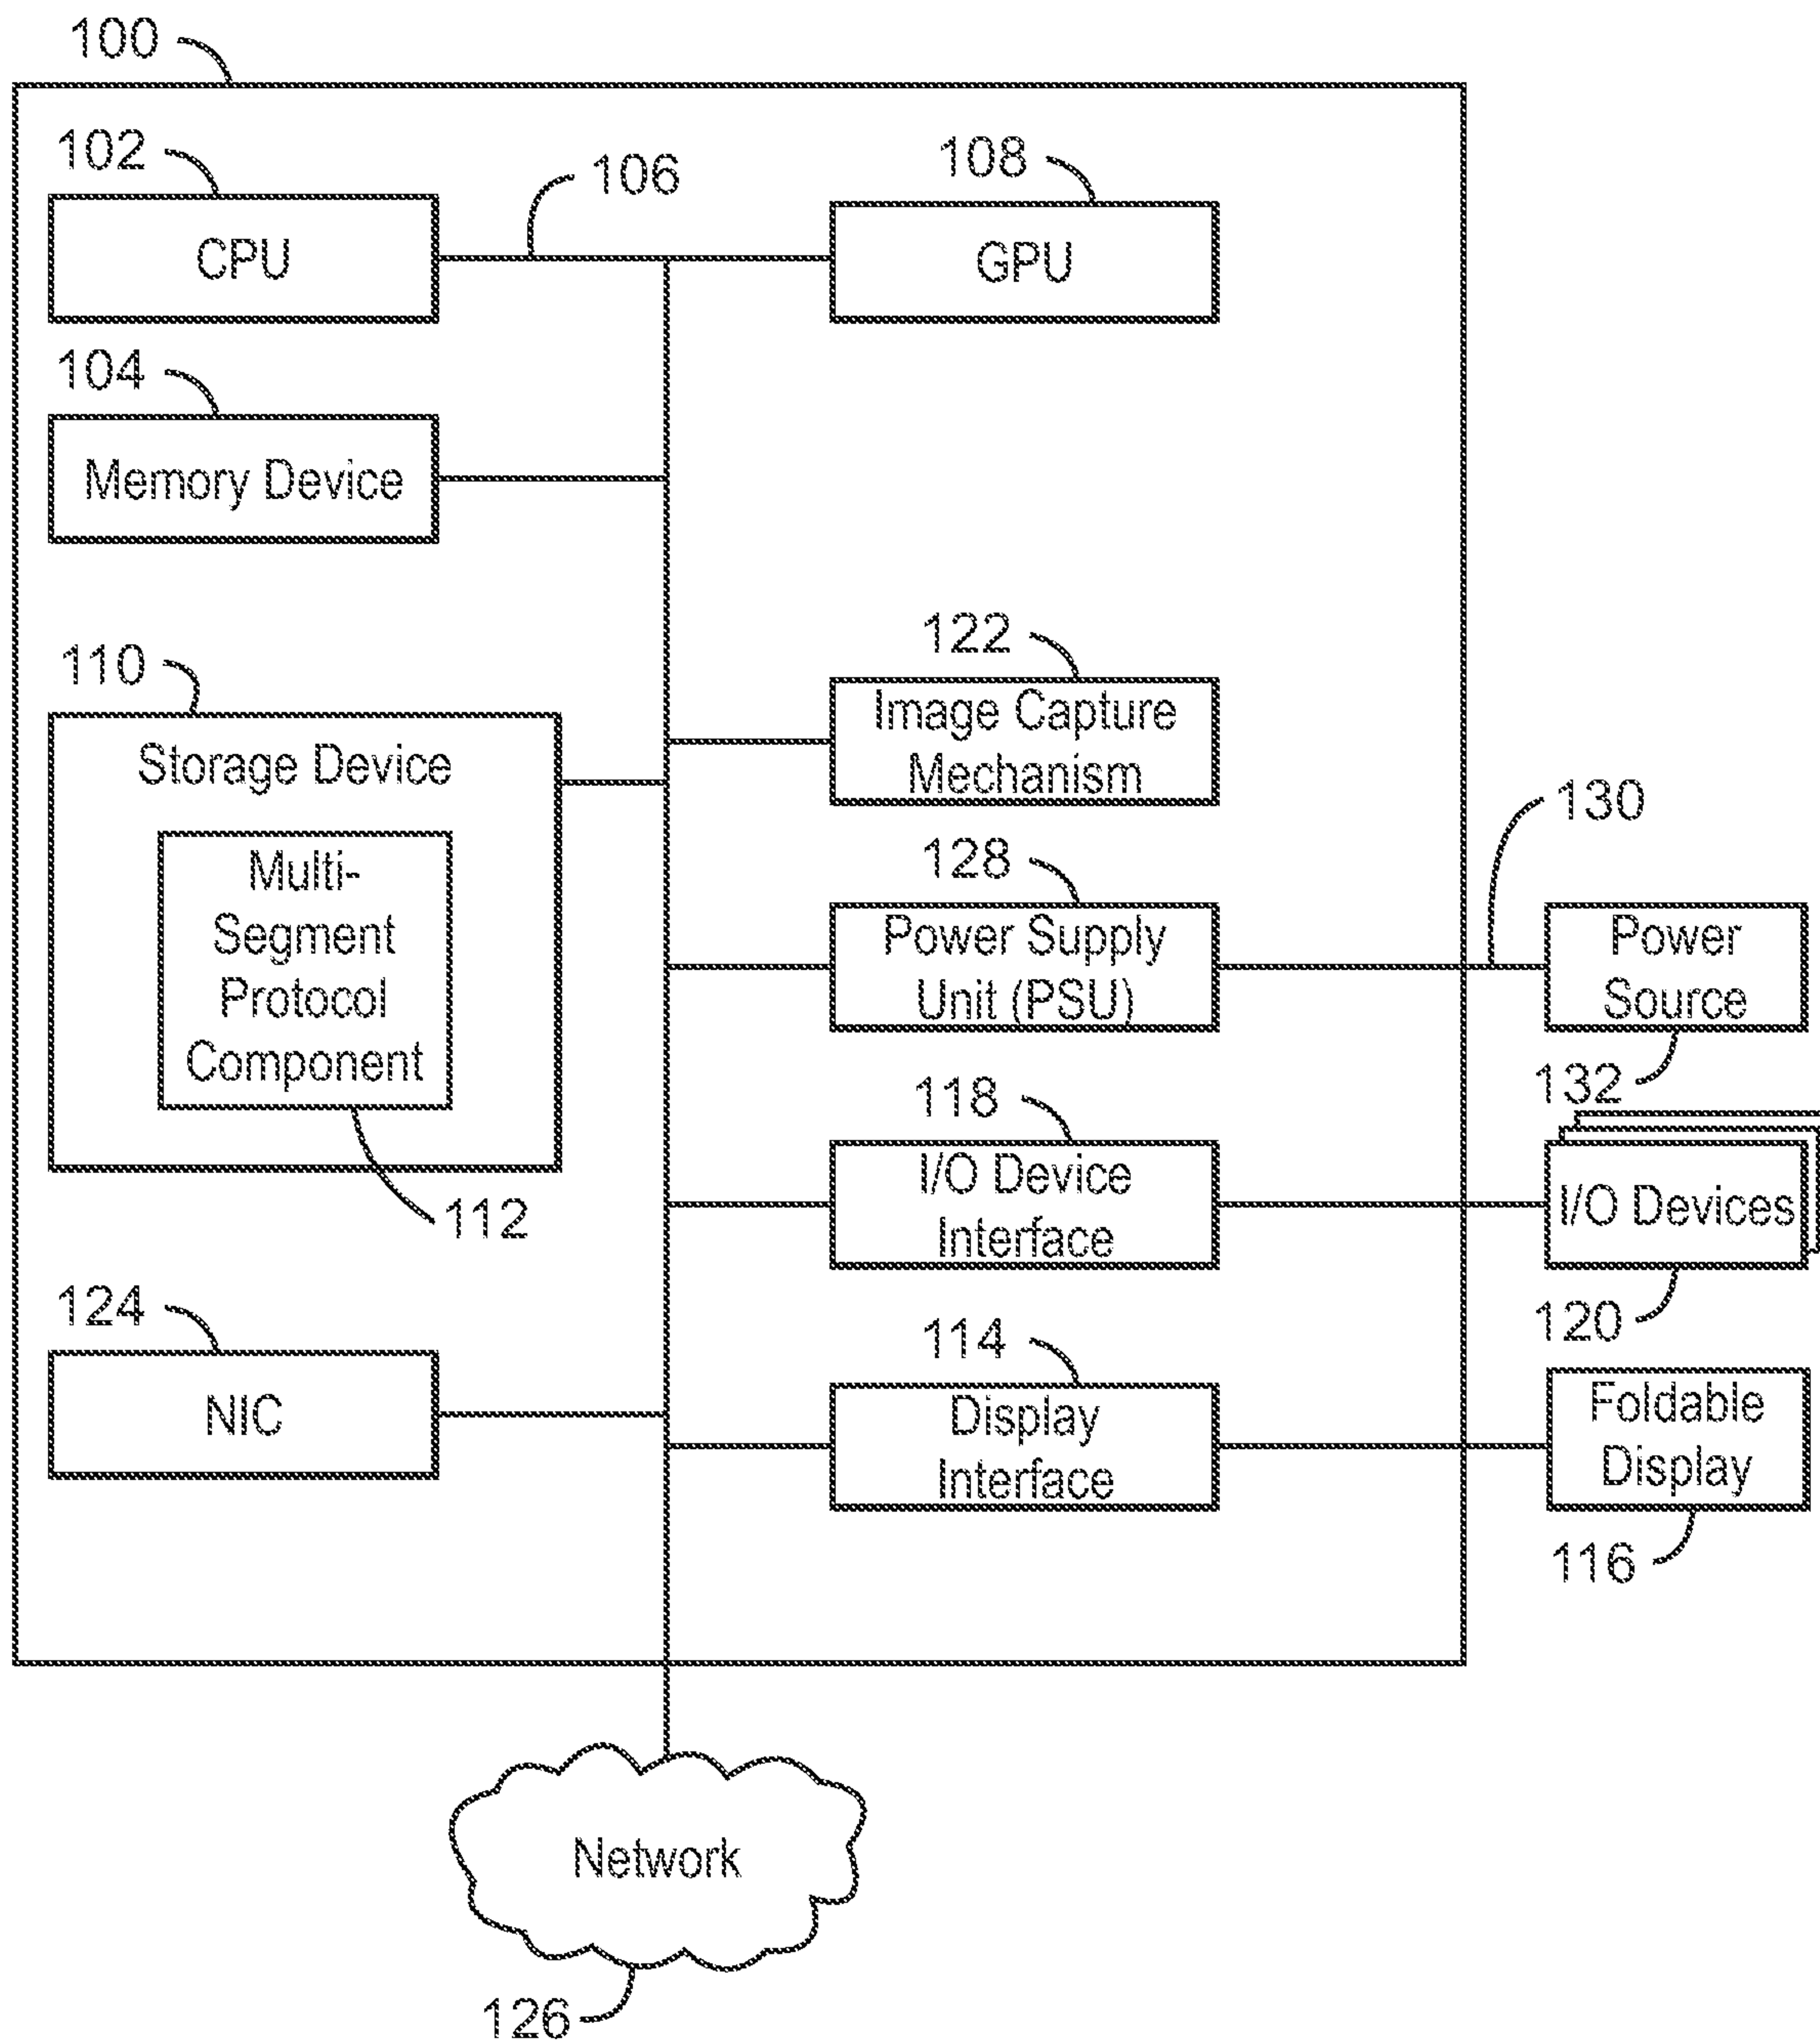 100
102
CPU
106
108
GPU
104
Memory Device
110
Storage Device
Multi-
Segment
Protocol
Component
112
122
Image Capture
Mechanism
128
Power Supply
Unit (PSU)
130
Power
Source
132
118
I/O Device
Interface
I/O Devices
120
124
NIC
114
Display
Interface
Foldable
Display
116
Network
126